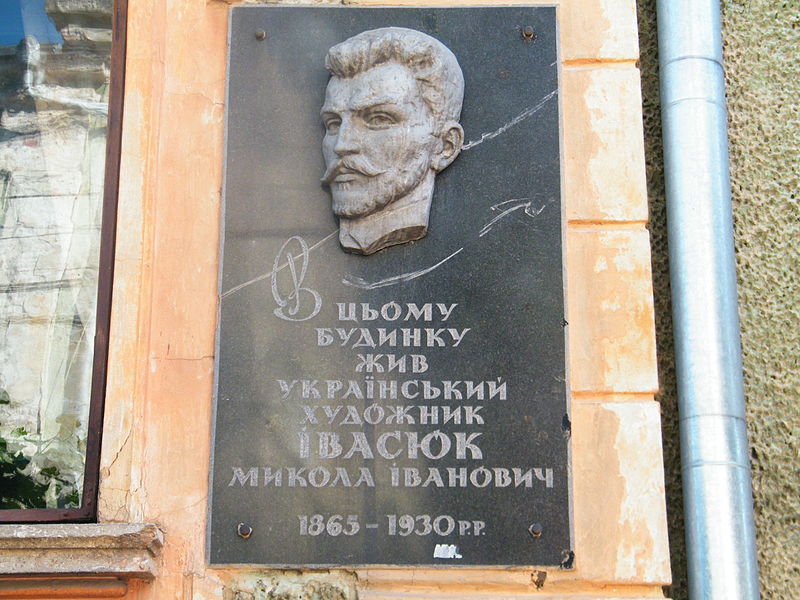 В ЦЬОМУ
БУДИНКУ
ЖИВ
УКРАЇНСЬКИЙ
ХУДОЖНИК
ІВАСЮК
МИКОЛА ІВАНОВИЧ
1865-1930 Р.Р.